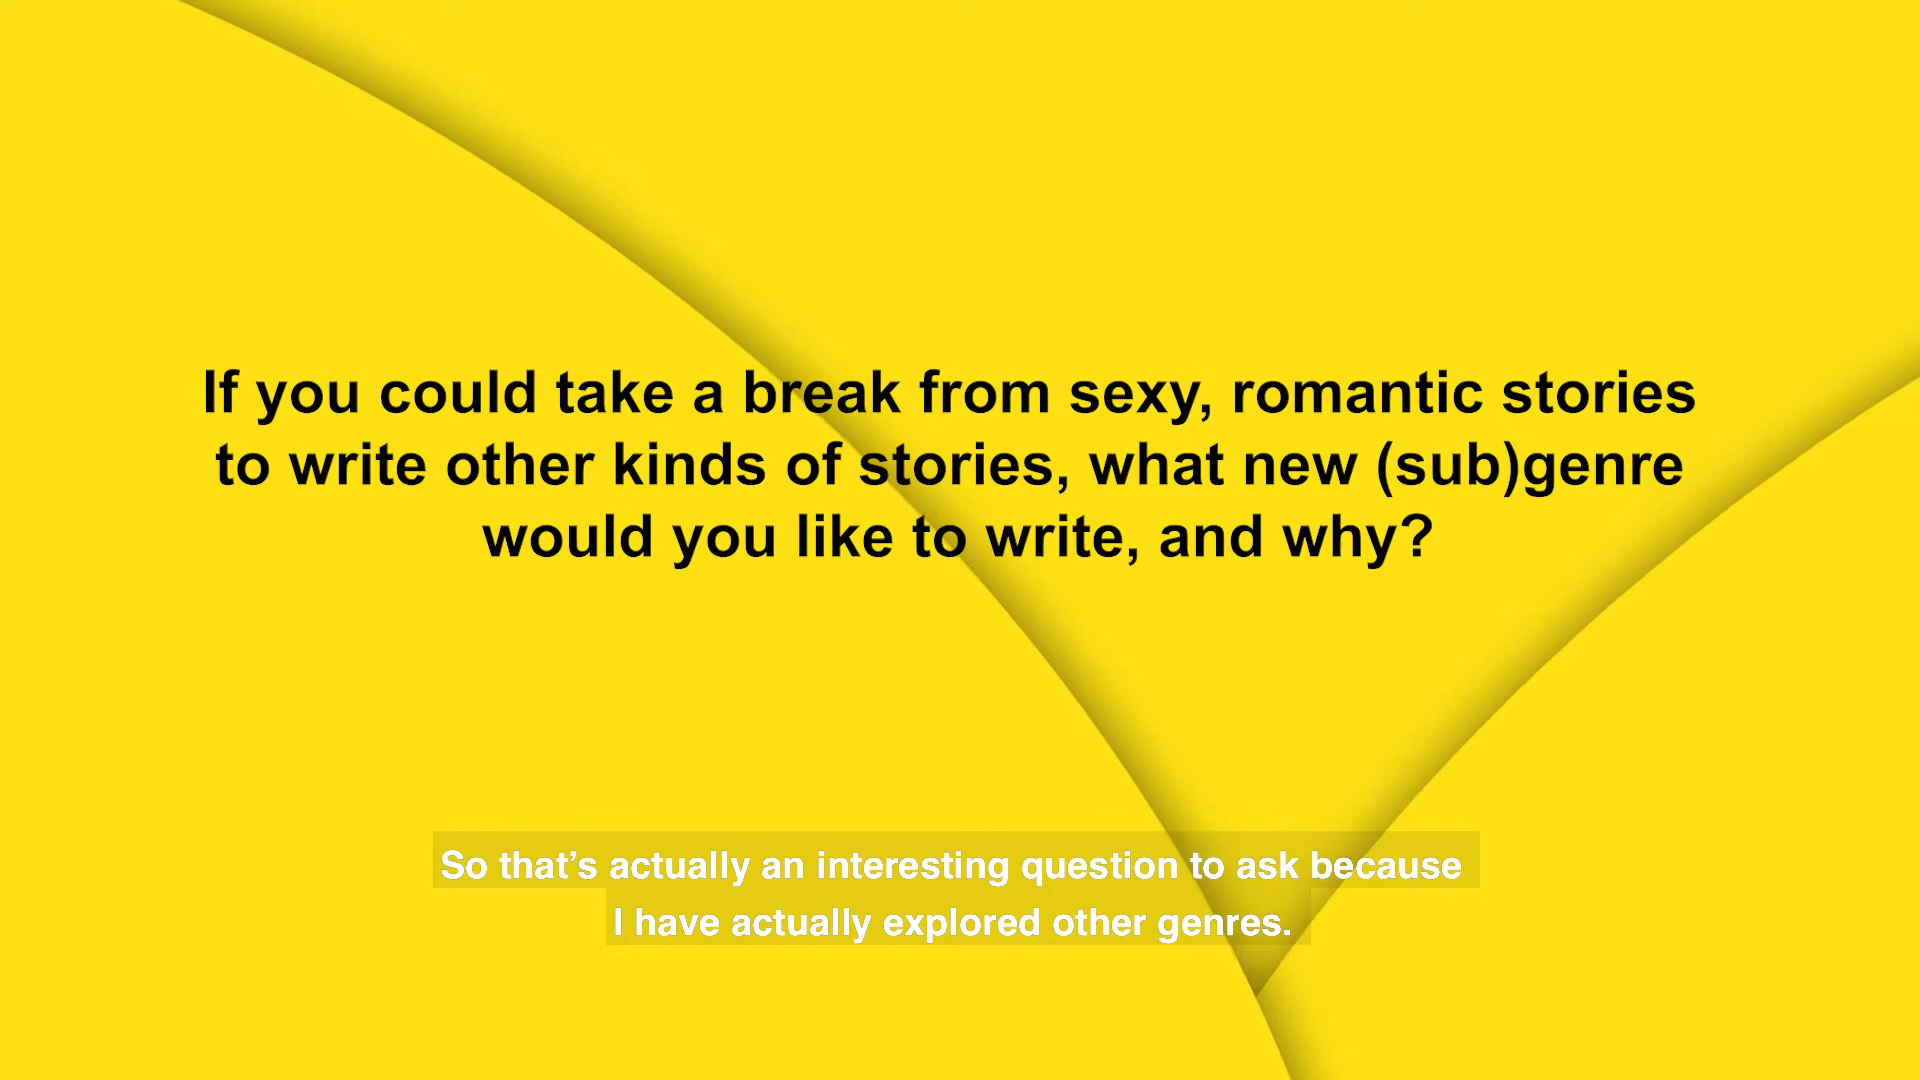 If you could take a break from sexy, romantic stories
to write other kinds of stories, what new (sub)genre
would you like to write, and why?
So that’s actually an interesting question to ask because
I have actually explored other genres.